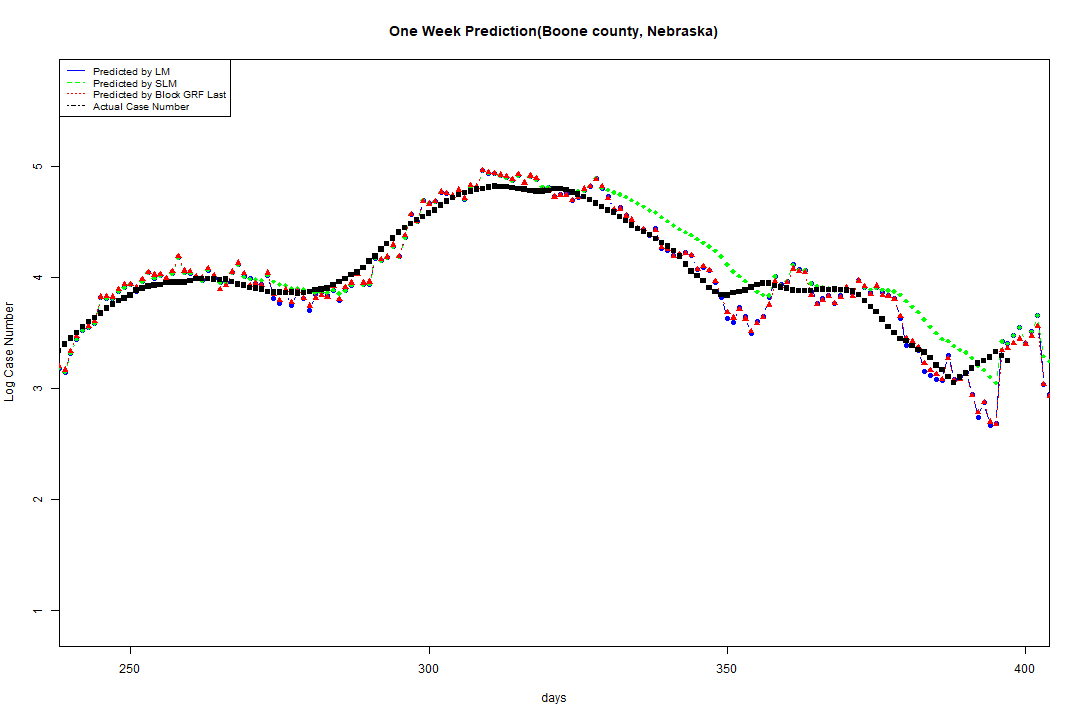 One Week Prediction(Boone county, Nebraska)
Predicted by LM
Predicted by SLM
Predicted by Block GRF Last
Actual Case Number
5
4
3
2
1
Log Case Number
250 300 350 400
days